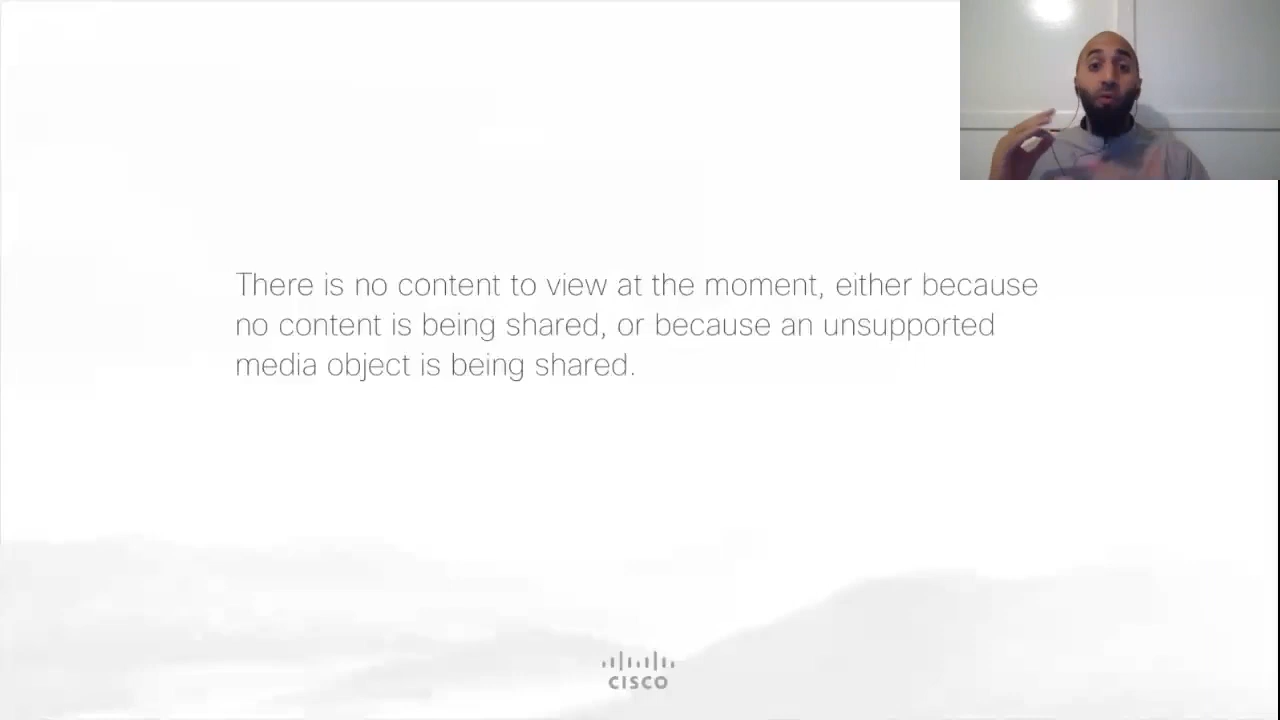 There is no content to view at the moment, either because
no content is being shared, or because an unsupported
media object is being shared.
CISCO